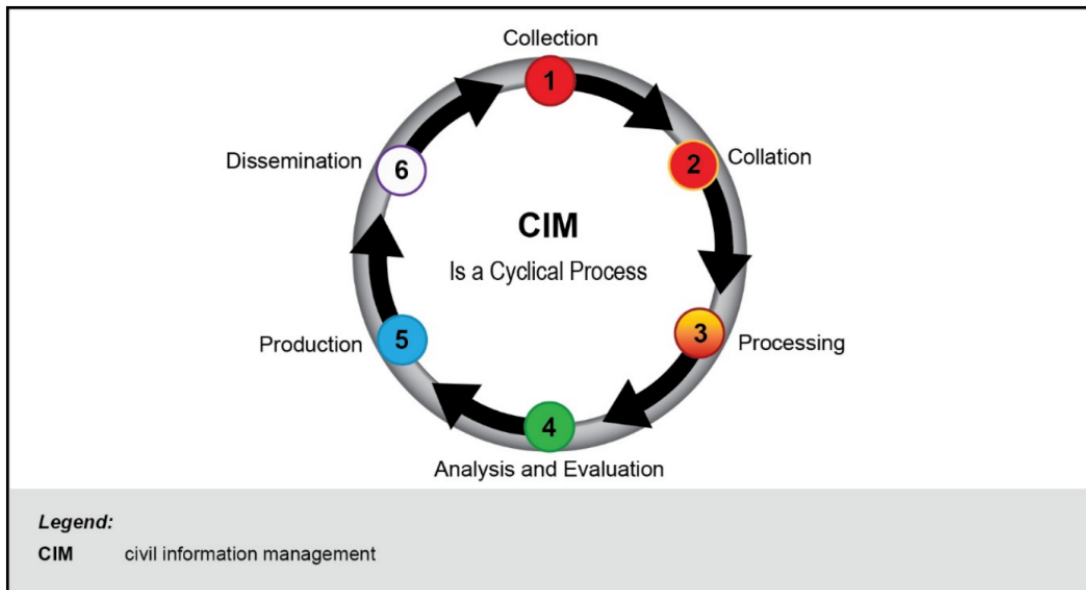 Collection
1
2
Collation
Dissemination
6
CIM
Is a Cyclical Process
3
Processing
Production
5
4
Analysis and Evaluation
Legend:
CIM civil information management